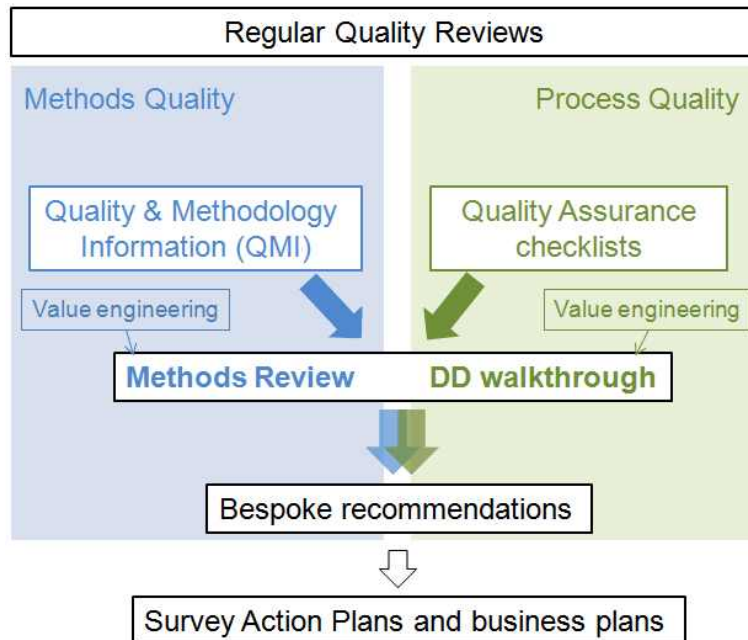 Regular Quality Reviews
Methods Quality
Process Quality
Quality & Methodology
Information (QMI)
Quality Assurance
checklists
Value engineering
Value engineering
Methods Review
DD walkthrough
Bespoke recommendations
Survey Action Plans and business plans